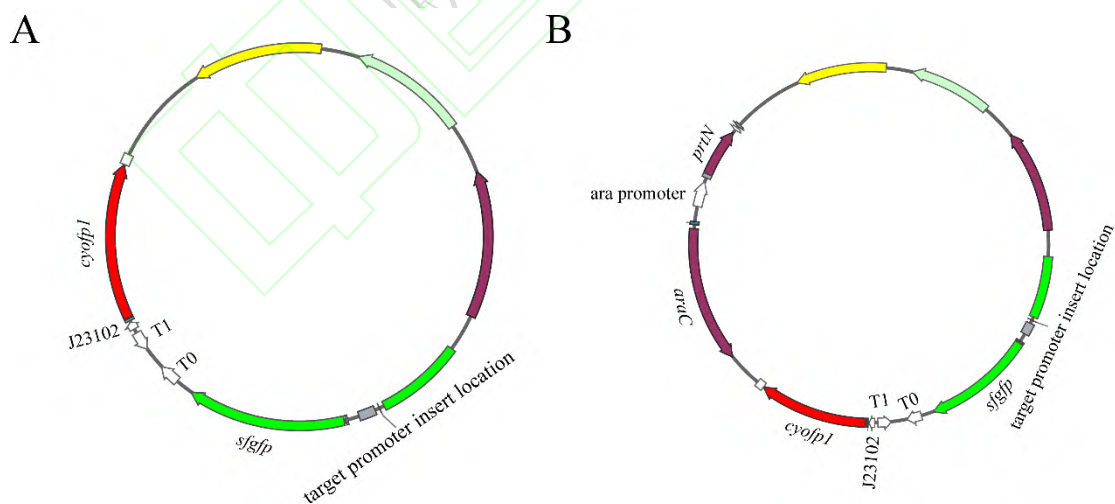 A
B
cyofp1
J23102
T1
T0
sfgfp
target promoter insert location
prtN
ara promoter
araC
cyofp1
J23102
T1
T0
sfgfp
target promoter insert location